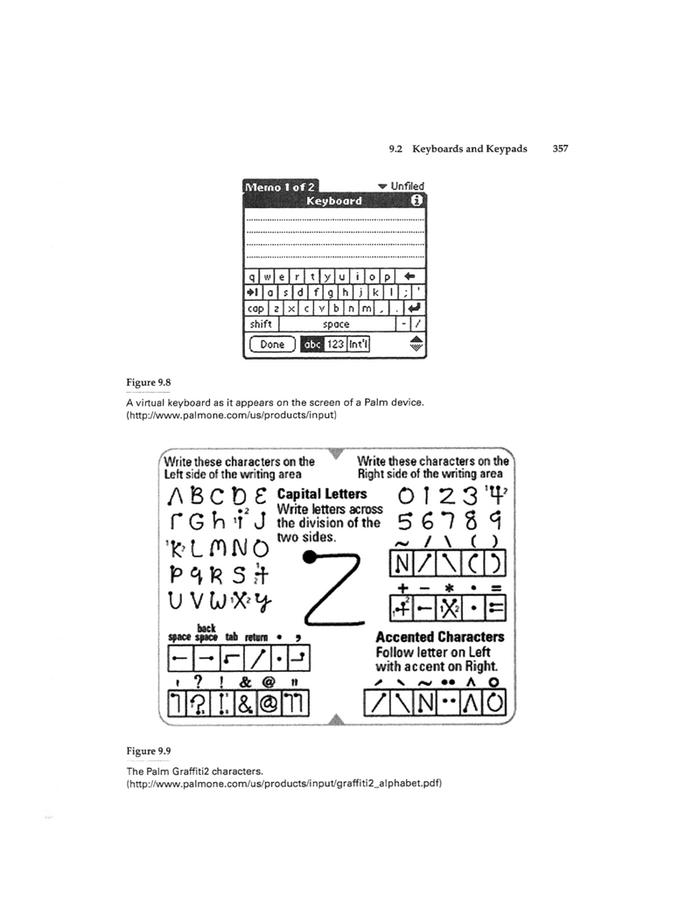 9.2 Keyboards and Keypads 357
Memo 1 of 2 Unfiled
Keyboard
q w e r t y u i o p
a s d f g h j k l ; '
cap z x c v b n m , .
shift space - /
Done abc 123 Int'l
Figure 9.8
A virtual keyboard as it appears on the screen of a Palm device.
(http://www.palmone.com/us/products/input)
Write these characters on the
Left side of the writing area
Write these characters on the
Right side of the writing area
A B C D E
F G h i J
K L M N O
P q R S t
U V W X y
Capital Letters
Write letters across
the division of the
two sides.
2
0 1 2 3 4
5 6 7 8 9
~ / \ ( )
N / \ ( )
+ − * • =
Accented Characters
Follow letter on Left
with accent on Right.
back
space space tab return • ,
' ? ! & @ "
Figure 9.9
The Palm Graffiti2 characters.
(http://www.palmone.com/us/products/input/graffiti2_alphabet.pdf)